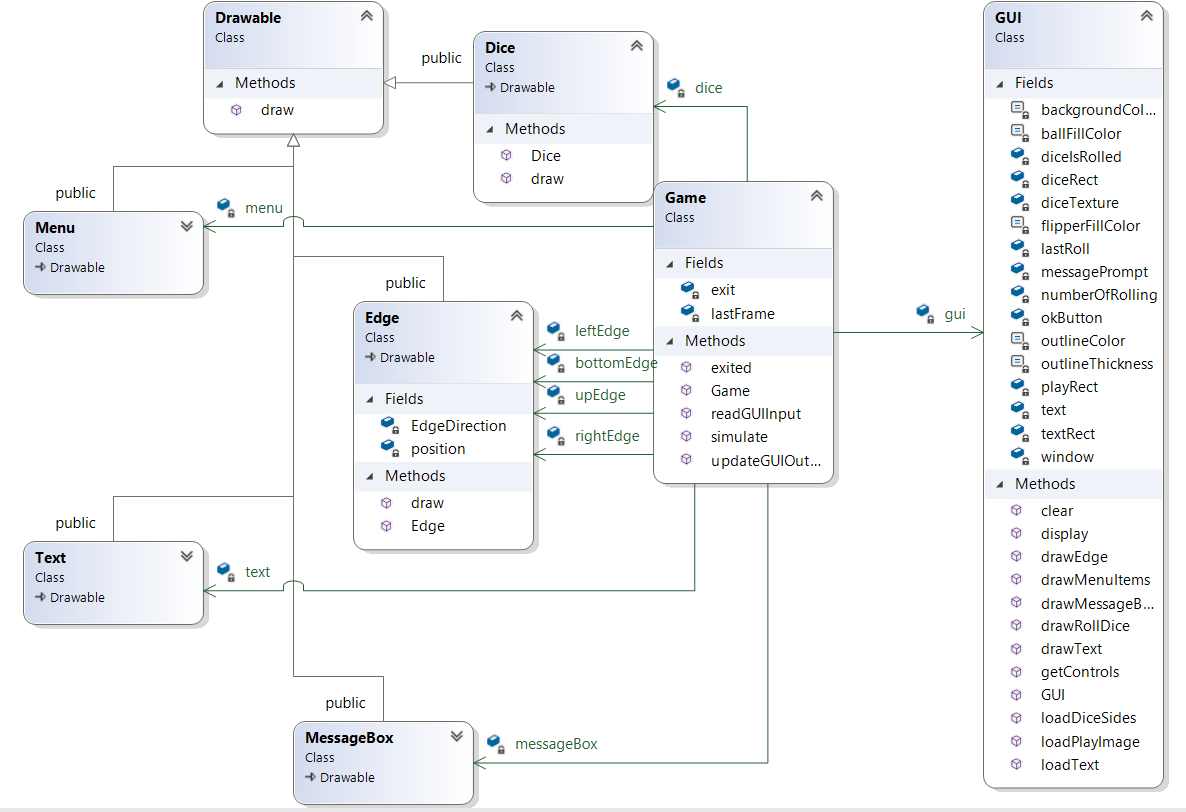 Drawable
Class
Methods
draw
public
Dice
Class
Drawable
Methods
Dice
draw
dice
public
Menu
Class
Drawable
menu
public
Edge
Class
Drawable
Fields
EdgeDirection
position
Methods
draw
Edge
leftEdge
bottomEdge
upEdge
rightEdge
Game
Class
Fields
exit
lastFrame
Methods
exited
Game
readGUIInput
simulate
updateGUIOut...
gui
public
Text
Class
Drawable
text
public
MessageBox
Class
Drawable
messageBox
GUI
Class
Fields
backgroundCol...
ballFillColor
diceIsRolled
diceRect
diceTexture
flipperFillColor
lastRoll
messagePrompt
numberOfRolling
okButton
outlineColor
outlineThickness
playRect
text
textRect
window
Methods
clear
display
drawEdge
drawMenuItems
drawMessageB...
drawRollDice
drawText
getControls
GUI
loadDiceSides
loadPlayImage
loadText